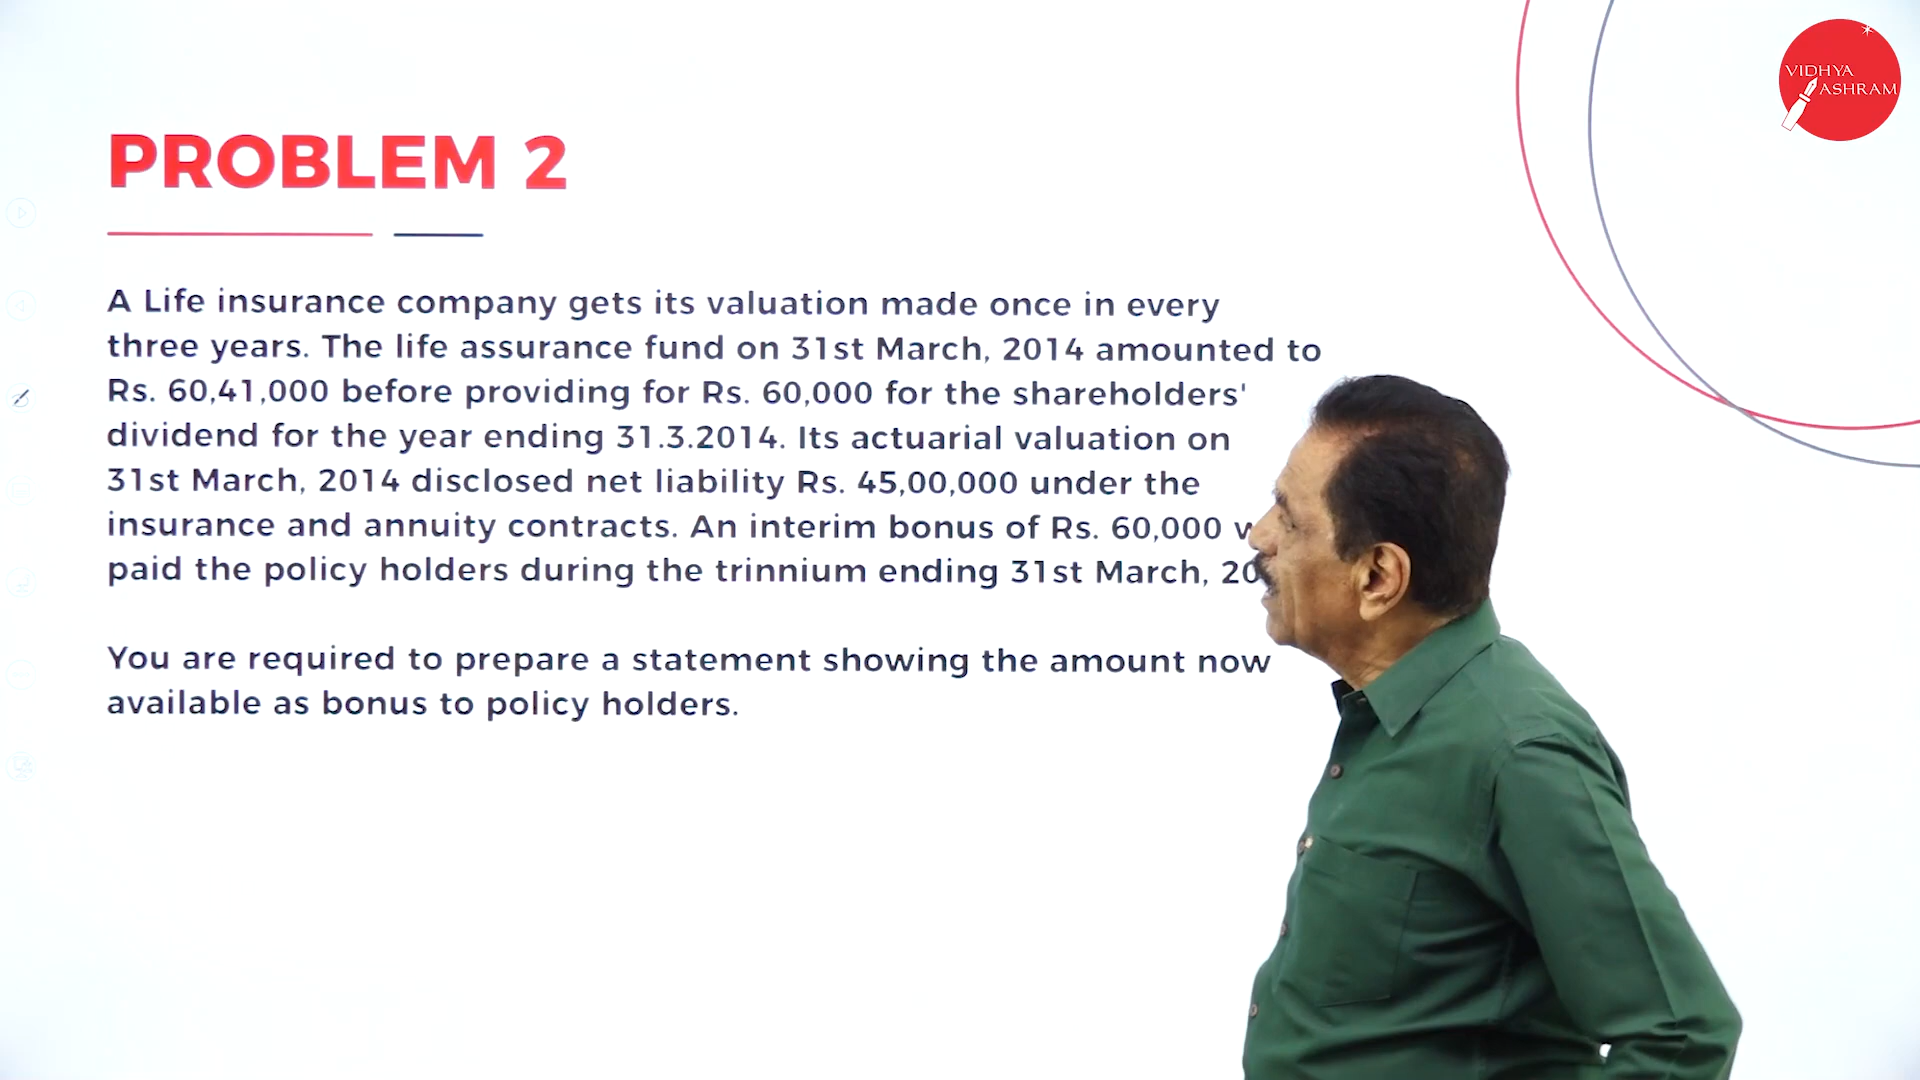 VIDHYA
ASHRAM
PROBLEM 2
A Life insurance company gets its valuation made once in every
three years. The life assurance fund on 31st March, 2014 amounted to
Rs. 60,41,000 before providing for Rs. 60,000 for the shareholders'
dividend for the year ending 31.3.2014. Its actuarial valuation on
31st March, 2014 disclosed net liability Rs. 45,00,000 under the
insurance and annuity contracts. An interim bonus of Rs. 60,000
paid the policy holders during the trinnium ending 31st March,
You are required to prepare a statement showing the amount now
available as bonus to policy holders.